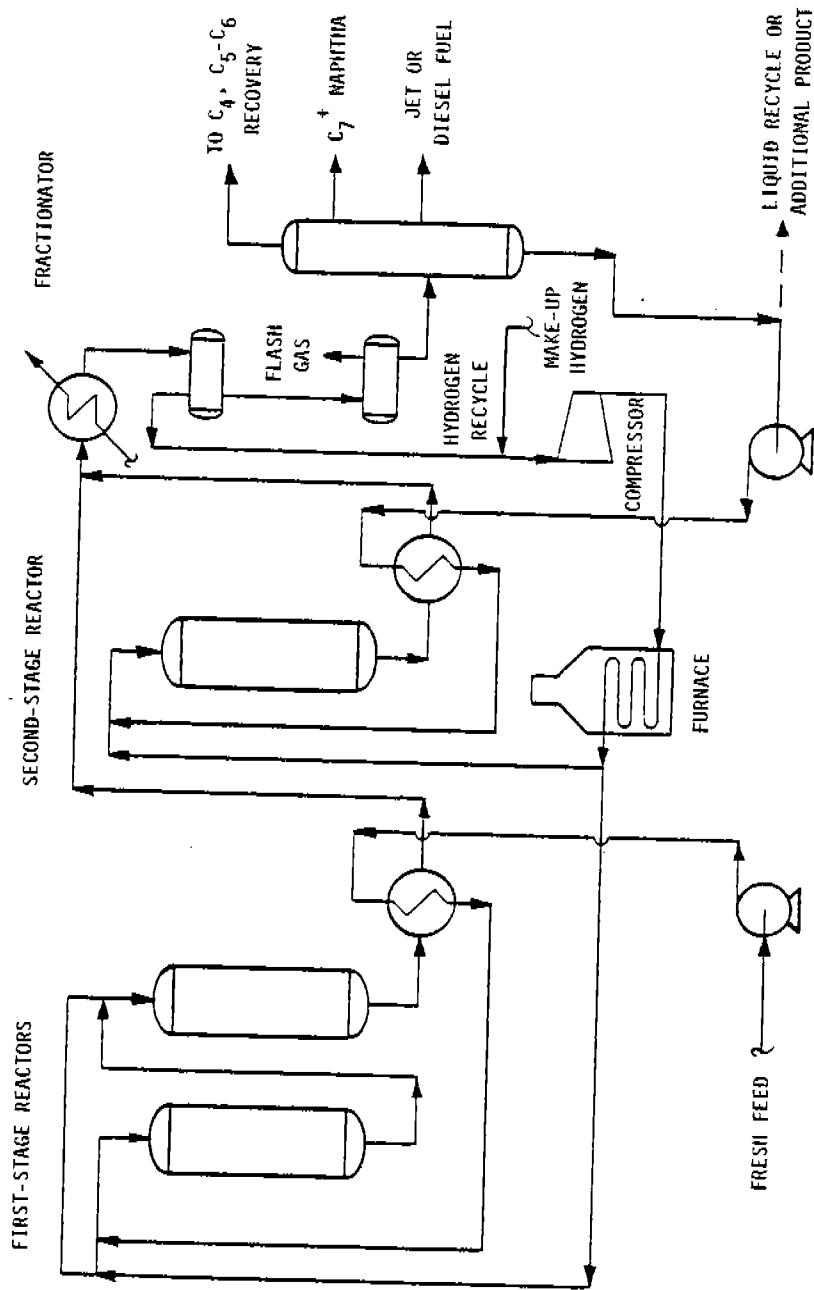 FIRST-STAGE REACTORS
SECOND-STAGE REACTOR
FRACTIONATOR
TO C4, C5-C6
RECOVERY
C7+ NAPHTHA
JET OR
DIESEL FUEL
FLASH
GAS
HYDROGEN
RECYCLE
MAKE-UP
HYDROGEN
COMPRESSOR
FURNACE
FRESH FEED
LIQUID RECYCLE OR
ADDITIONAL PRODUCT